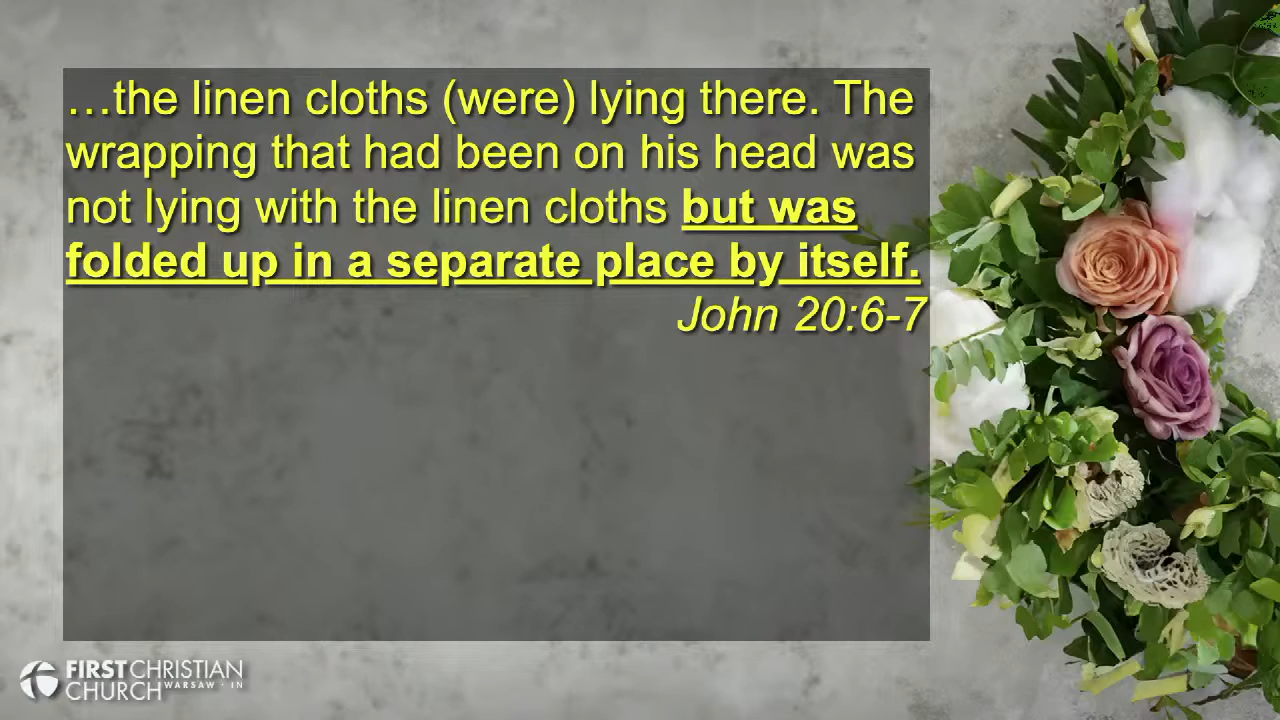 …the linen cloths (were) lying there. The
wrapping that had been on his head was
not lying with the linen cloths but was
folded up in a separate place by itself.
John 20:6-7
FIRST CHRISTIAN
CHURCH WARSAW · IN